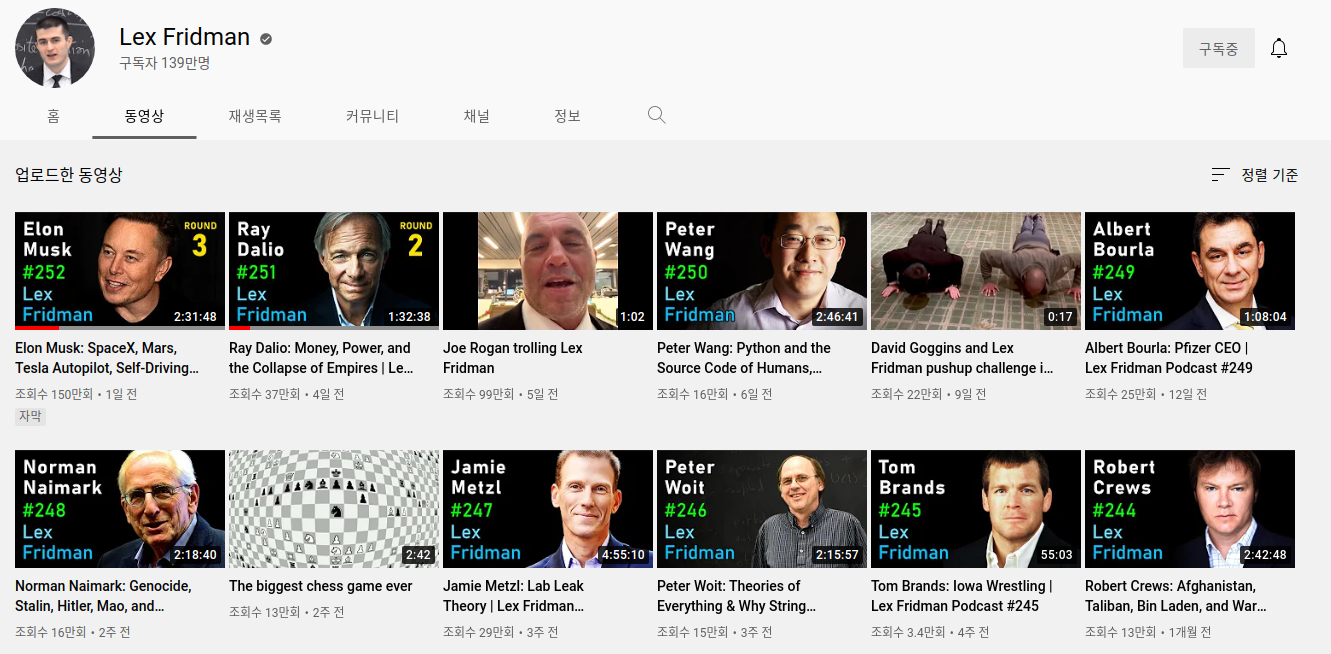 Lex Fridman
구독자 139만명
구독중
홈
동영상
재생목록
커뮤니티
채널
정보
업로드한 동영상
정렬 기준
Elon
Musk
#252
Lex
Fridman
ROUND
3
2:31:48
Ray
Dalio
#251
Lex
Fridman
ROUND
2
1:32:38
1:02
Peter
Wang
#250
Lex
Fridman
2:46:41
0:17
Albert
Bourla
#249
Lex
Fridman
1:08:04
Elon Musk: SpaceX, Mars,
Tesla Autopilot, Self-Driving…
조회수 150만회 • 1일 전
자막
Ray Dalio: Money, Power, and
the Collapse of Empires | Le…
조회수 37만회 • 4일 전
Joe Rogan trolling Lex
Fridman
조회수 99만회 • 5일 전
Peter Wang: Python and the
Source Code of Humans,…
조회수 16만회 • 6일 전
David Goggins and Lex
Fridman pushup challenge i…
조회수 22만회 • 9일 전
Albert Bourla: Pfizer CEO |
Lex Fridman Podcast #249
조회수 25만회 • 12일 전
Norman
Naimark
#248
Lex
Fridman
2:18:40
2:42
Jamie
Metzl
#247
Lex
Fridman
4:55:10
Peter
Woit
#246
Lex
Fridman
2:15:57
Tom
Brands
#245
Lex
Fridman
55:03
Robert
Crews
#244
Lex
Fridman
2:42:48
Norman Naimark: Genocide,
Stalin, Hitler, Mao, and…
조회수 16만회 • 2주 전
The biggest chess game ever
조회수 13만회 • 2주 전
Jamie Metzl: Lab Leak
Theory | Lex Fridman…
조회수 29만회 • 3주 전
Peter Woit: Theories of
Everything & Why String…
조회수 15만회 • 3주 전
Tom Brands: Iowa Wrestling |
Lex Fridman Podcast #245
조회수 3.4만회 • 4주 전
Robert Crews: Afghanistan,
Taliban, Bin Laden, and War…
조회수 13만회 • 1개월 전